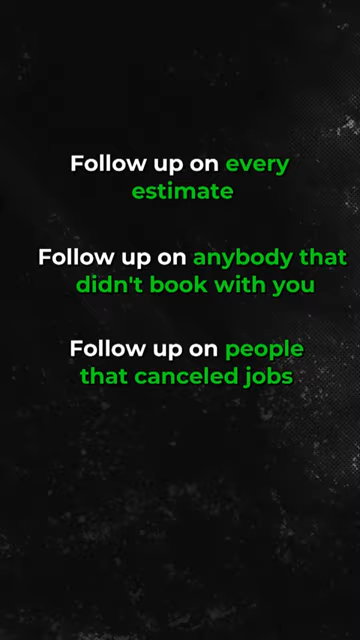 Follow up on every
estimate
Follow up on anybody that
didn't book with you
Follow up on people
that canceled jobs